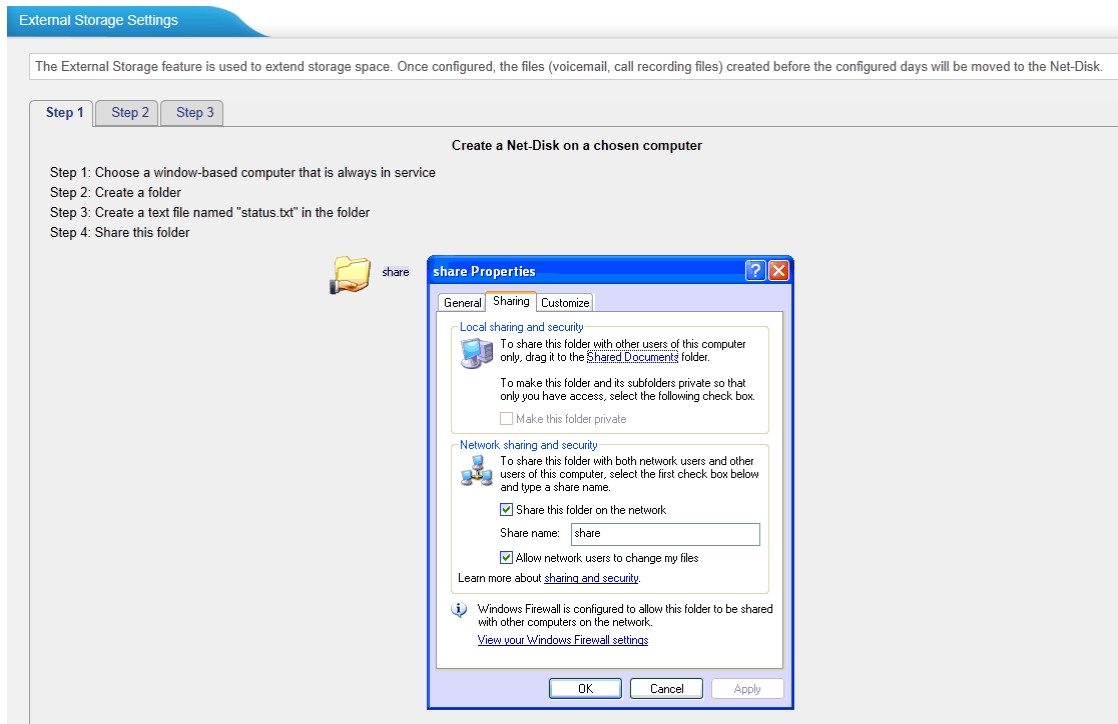 External Storage Settings
The External Storage feature is used to extend storage space. Once configured, the files (voicemail, call recording files) created before the configured days will be moved to the Net-Disk.
Step 1 Step 2 Step 3
Create a Net-Disk on a chosen computer
Step 1: Choose a window-based computer that is always in service
Step 2: Create a folder
Step 3: Create a text file named "status.txt" in the folder
Step 4: Share this folder
share
share Properties
General Sharing Customize
Local sharing and security
To share this folder with other users of this computer
only, drag it to the Shared Documents folder.
To make this folder and its subfolders private so that
only you have access, select the following check box.
Make this folder private
Network sharing and security
To share this folder with both network users and other
users of this computer, select the first check box below
and type a share name.
Share this folder on the network
Share name: share
Allow network users to change my files
Learn more about sharing and security.
Windows Firewall is configured to allow this folder to be shared
with other computers on the network.
View your Windows Firewall settings
OK Cancel Apply